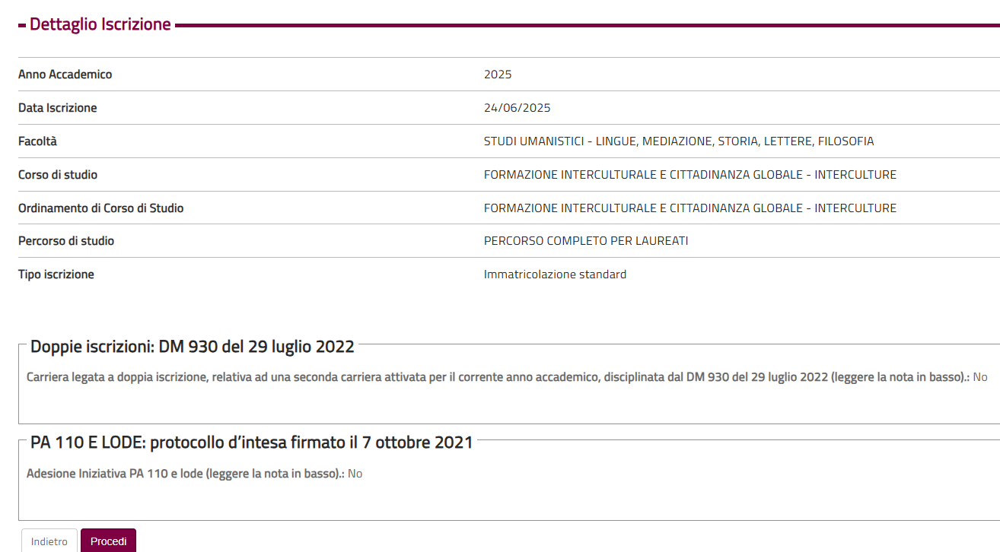 Dettaglio Iscrizione
Anno Accademico 2025
Data Iscrizione 24/06/2025
Facoltà STUDI UMANISTICI - LINGUE, MEDIAZIONE, STORIA, LETTERE, FILOSOFIA
Corso di studio FORMAZIONE INTERCULTURALE E CITTADINANZA GLOBALE - INTERCULTURE
Ordinamento di Corso di Studio FORMAZIONE INTERCULTURALE E CITTADINANZA GLOBALE - INTERCULTURE
Percorso di studio PERCORSO COMPLETO PER LAUREATI
Tipo iscrizione Immatricolazione standard
Doppie iscrizioni: DM 930 del 29 luglio 2022
Carriera legata a doppia iscrizione, relativa ad una seconda carriera attivata per il corrente anno accademico, disciplinata dal DM 930 del 29 luglio 2022 (leggere la nota in basso).: No
PA 110 E LODE: protocollo d’intesa firmato il 7 ottobre 2021
Adesione Iniziativa PA 110 e lode (leggere la nota in basso).: No
Indietro Procedi